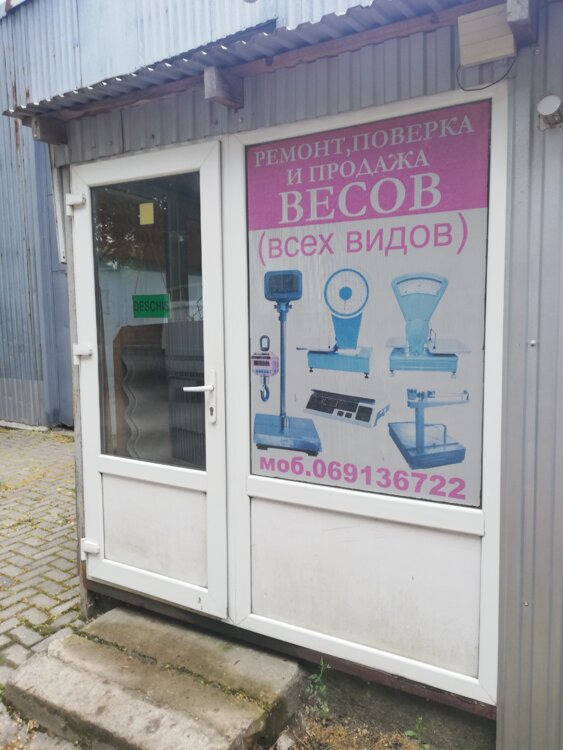 РЕМОНТ,ПОВЕРКА
И ПРОДАЖА
ВЕСОВ
(всех видов)
моб.069136722
DESCHIS